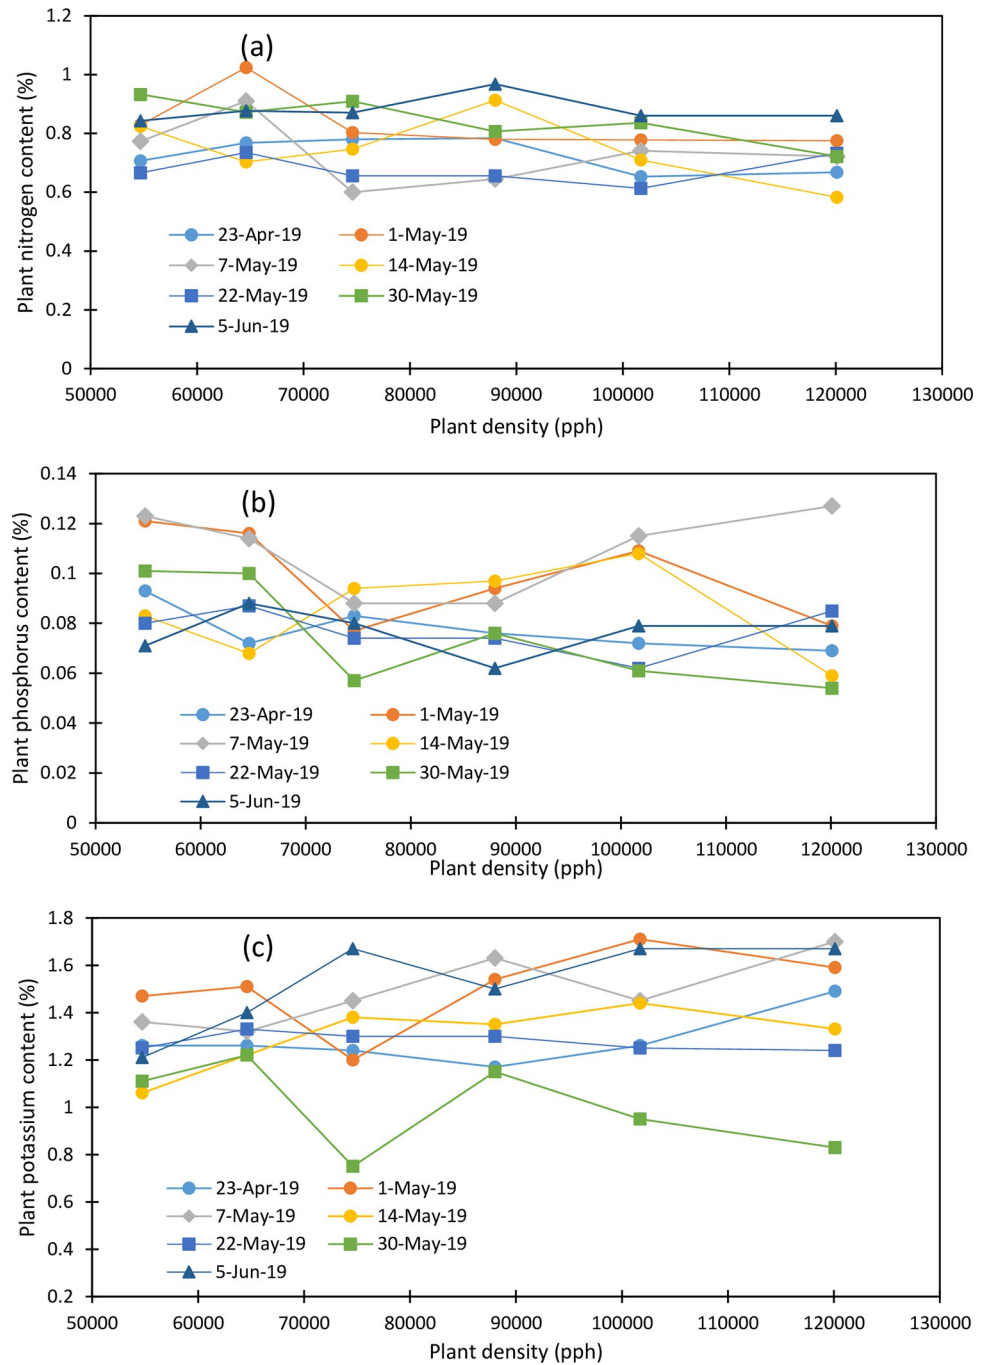 1.2
(a)
1
0.8
0.6
0.4
0.2
0
Plant nitrogen content (%)
23-Apr-19 1-May-19
7-May-19 14-May-19
22-May-19 30-May-19
5-Jun-19
50000 60000 70000 80000 90000 100000 110000 120000 130000
Plant density (pph)
0.14
(b)
0.12
0.1
0.08
0.06
0.04
0.02
0
Plant phosphorus content (%)
23-Apr-19 1-May-19
7-May-19 14-May-19
22-May-19 30-May-19
5-Jun-19
50000 60000 70000 80000 90000 100000 110000 120000 130000
Plant density (pph)
1.8
(c)
1.6
1.4
1.2
1
0.8
0.6
0.4
0.2
Plant potassium content (%)
23-Apr-19 1-May-19
7-May-19 14-May-19
22-May-19 30-May-19
5-Jun-19
50000 60000 70000 80000 90000 100000 110000 120000 130000
Plant density (pph)